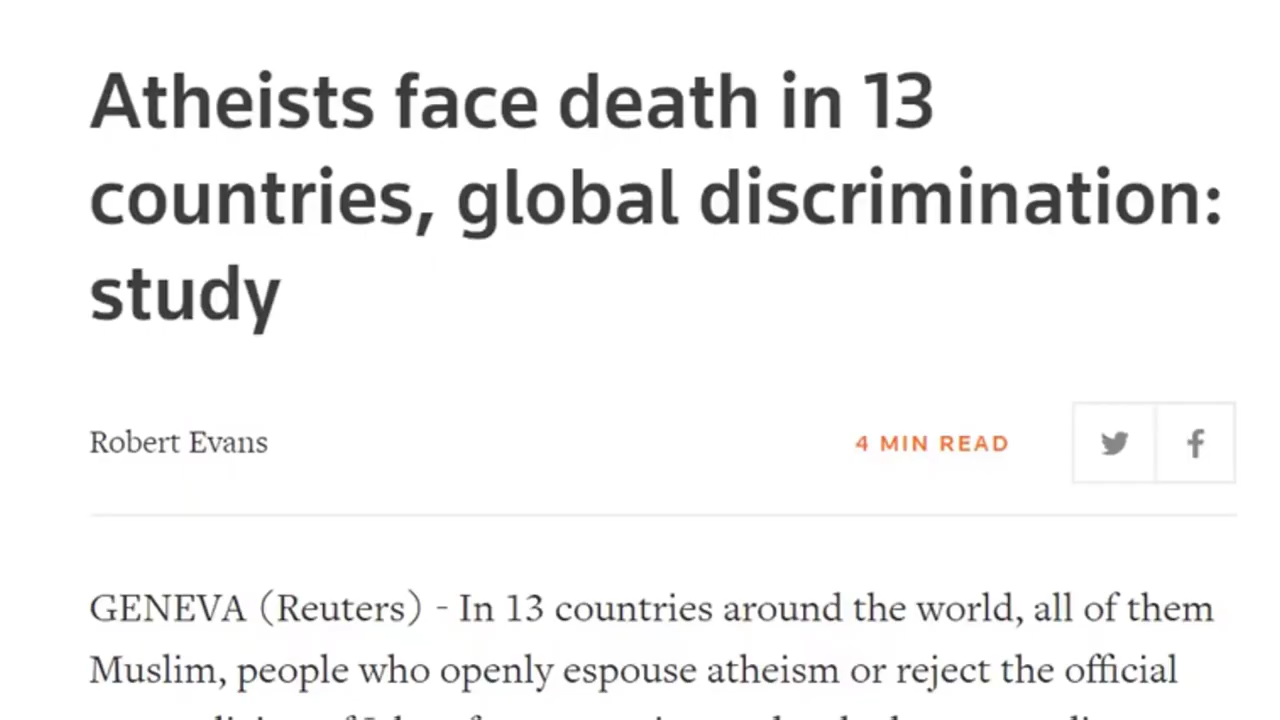 Atheists face death in 13
countries, global discrimination:
study
Robert Evans
4 MIN READ
GENEVA (Reuters) - In 13 countries around the world, all of them
Muslim, people who openly espouse atheism or reject the official